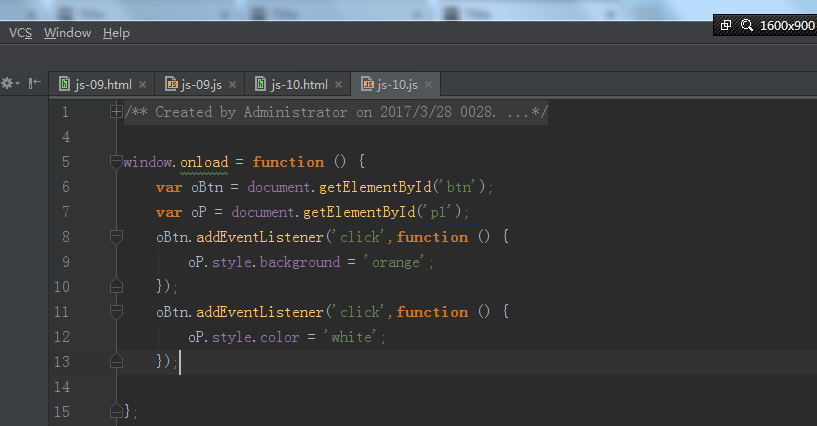 VCS Window Help
1600x900
js-09.html js-09.js js-10.html js-10.js
1 /** Created by Administrator on 2017/3/28 0028. ...*/
4
5 window.onload = function () {
6 var oBtn = document.getElementById('btn');
7 var oP = document.getElementById('p1');
8 oBtn.addEventListener('click',function () {
9 oP.style.background = 'orange';
10 });
11 oBtn.addEventListener('click',function () {
12 oP.style.color = 'white';
13 });
14
15 };